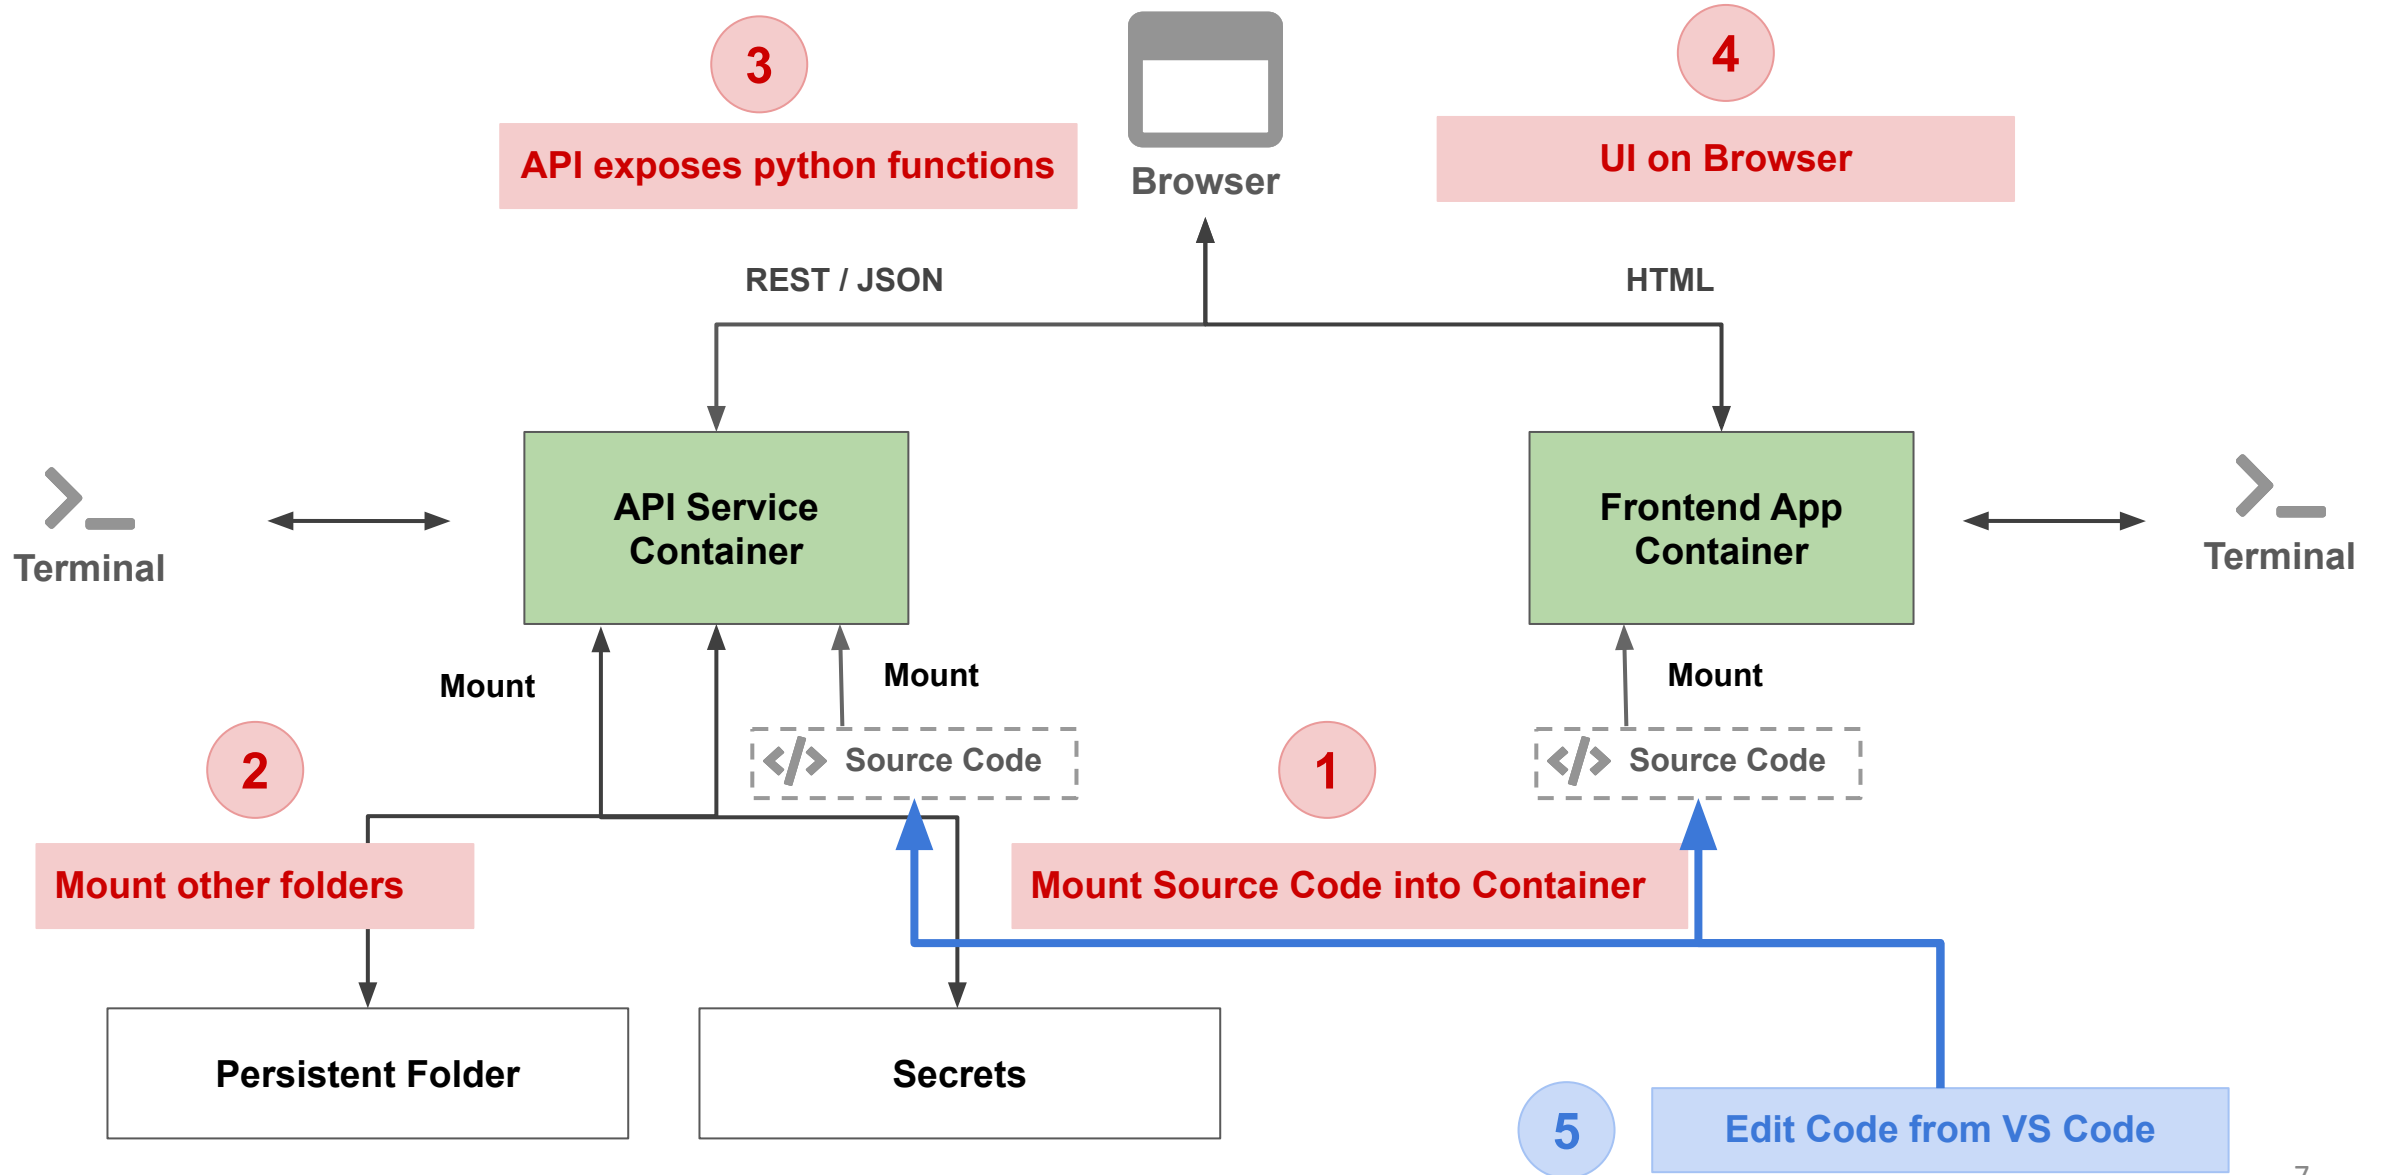 3
4
API exposes python functions
Browser
UI on Browser
REST / JSON
HTML
Terminal
API Service
Container
Frontend App
Container
Terminal
Mount
Mount
Mount
2
Source Code
1
Source Code
Mount other folders
Mount Source Code into Container
Persistent Folder
Secrets
5
Edit Code from VS Code
7